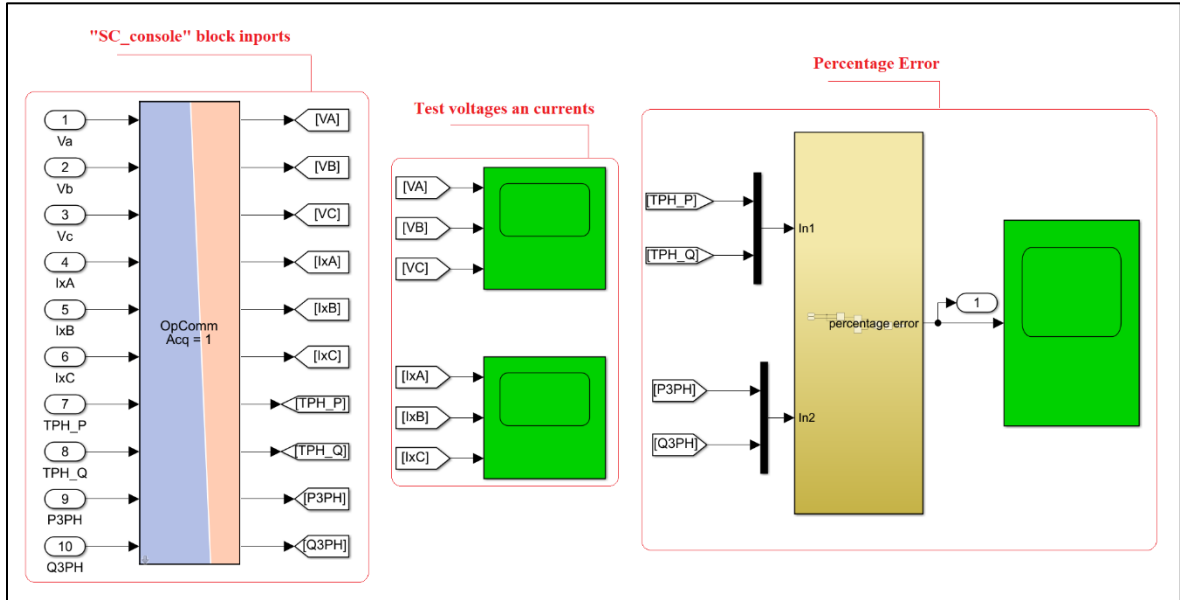 "SC_console" block inports
1
Va
[VA]
2
Vb
[VB]
3
Vc
[VC]
4
IxA
[IxA]
5
IxB
[IxB]
6
IxC
[IxC]
7
TPH_P
[TPH_P]
8
TPH_Q
[TPH_Q]
9
P3PH
[P3PH]
10
Q3PH
[Q3PH]
OpComm
Acq = 1
Test voltages an currents
[VA]
[VB]
[VC]
[IxA]
[IxB]
[IxC]
Percentage Error
[TPH_P]
[TPH_Q]
In1
[P3PH]
[Q3PH]
In2
percentage error
1